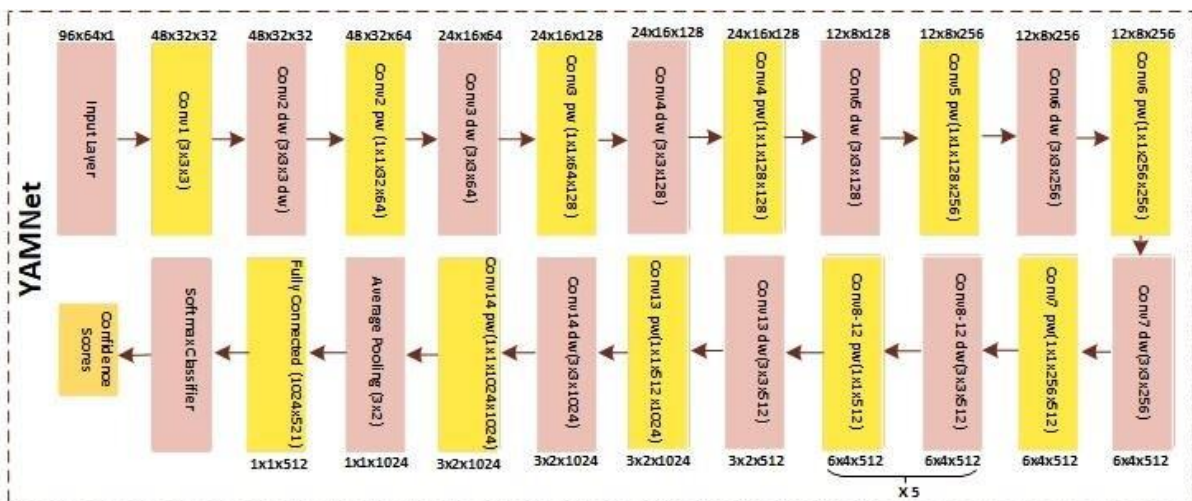 YAMNet
96x64x1
48x32x32
48x32x32
48x32x64
24x16x64
24x16x128
24x16x128
24x16x128
12x8x128
12x8x256
12x8x256
12x8x256
Input Layer
Conv1 (3x3x3)
Conv2 dw (3x3x3 dw)
Conv2 pw (1x1x32x64)
Conv3 dw (3x3x64)
Conv3 pw (1x1x64x128)
Conv4 dw (3x3x128)
Conv4 pw(1x1x128x128)
Conv5 dw (3x3x128)
Conv5 pw(1x1x128x256)
Conv6 dw (3x3x256)
Conv6 pw(1x1x256x256)
Conv7 dw(3x3x256)
Conv7 pw(1x1x256x512)
Conv8-12 dw(3x3x512)
Conv8-12 pw(1x1x512)
Conv13 dw(3x3x512)
Conv13 pw(1x1x512x1024)
Conv14 dw(3x3x1024)
Conv14 pw(1x1x1024x1024)
Average Pooling (3x2)
Fully Connected (1024x521)
Softmax Classifier
Confidence
scores
1x1x512
1x1x1024
3x2x1024
3x2x1024
3x2x1024
3x2x512
6x4x512
6x4x512
6x4x512
6x4x512
X 5